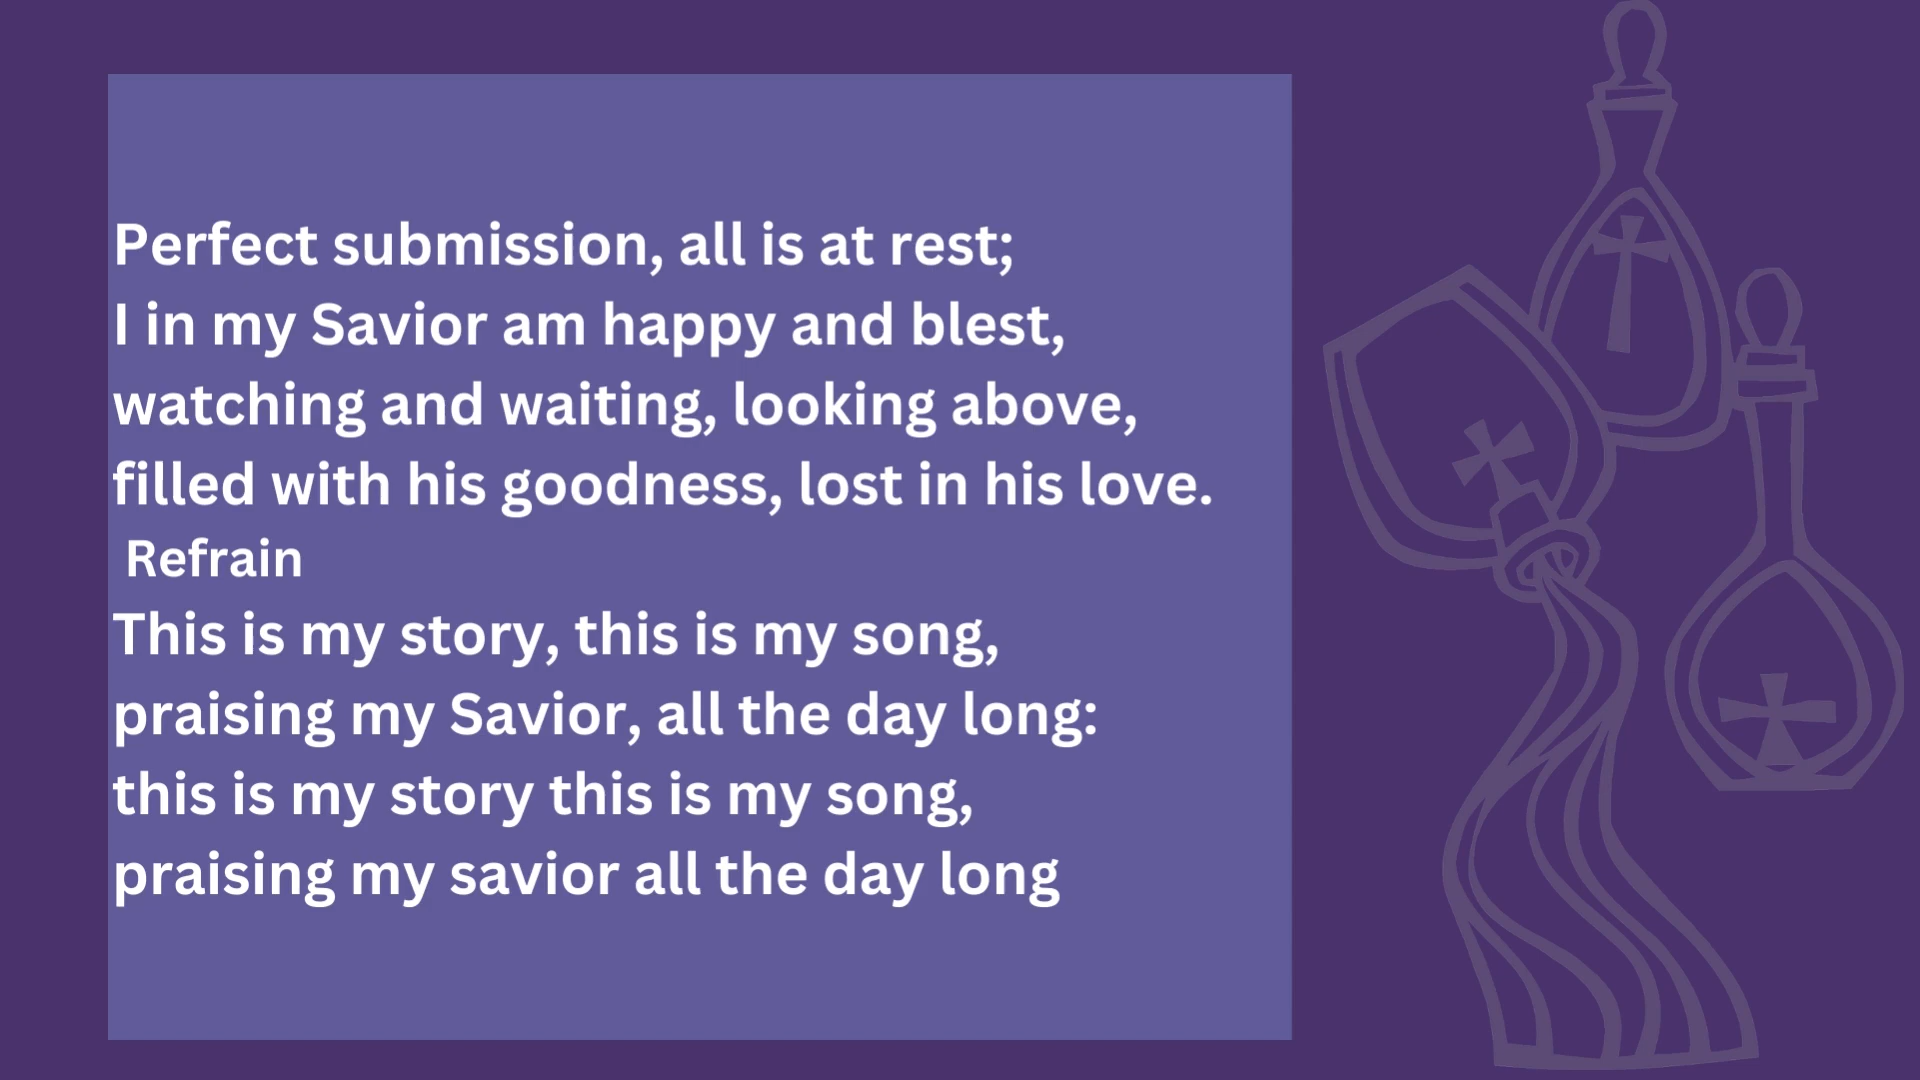 Perfect submission, all is at rest;
I in my Savior am happy and blest,
watching and waiting, looking above,
filled with his goodness, lost in his love.
Refrain
This is my story, this is my song,
praising my Savior, all the day long:
this is my story this is my song,
praising my savior all the day long